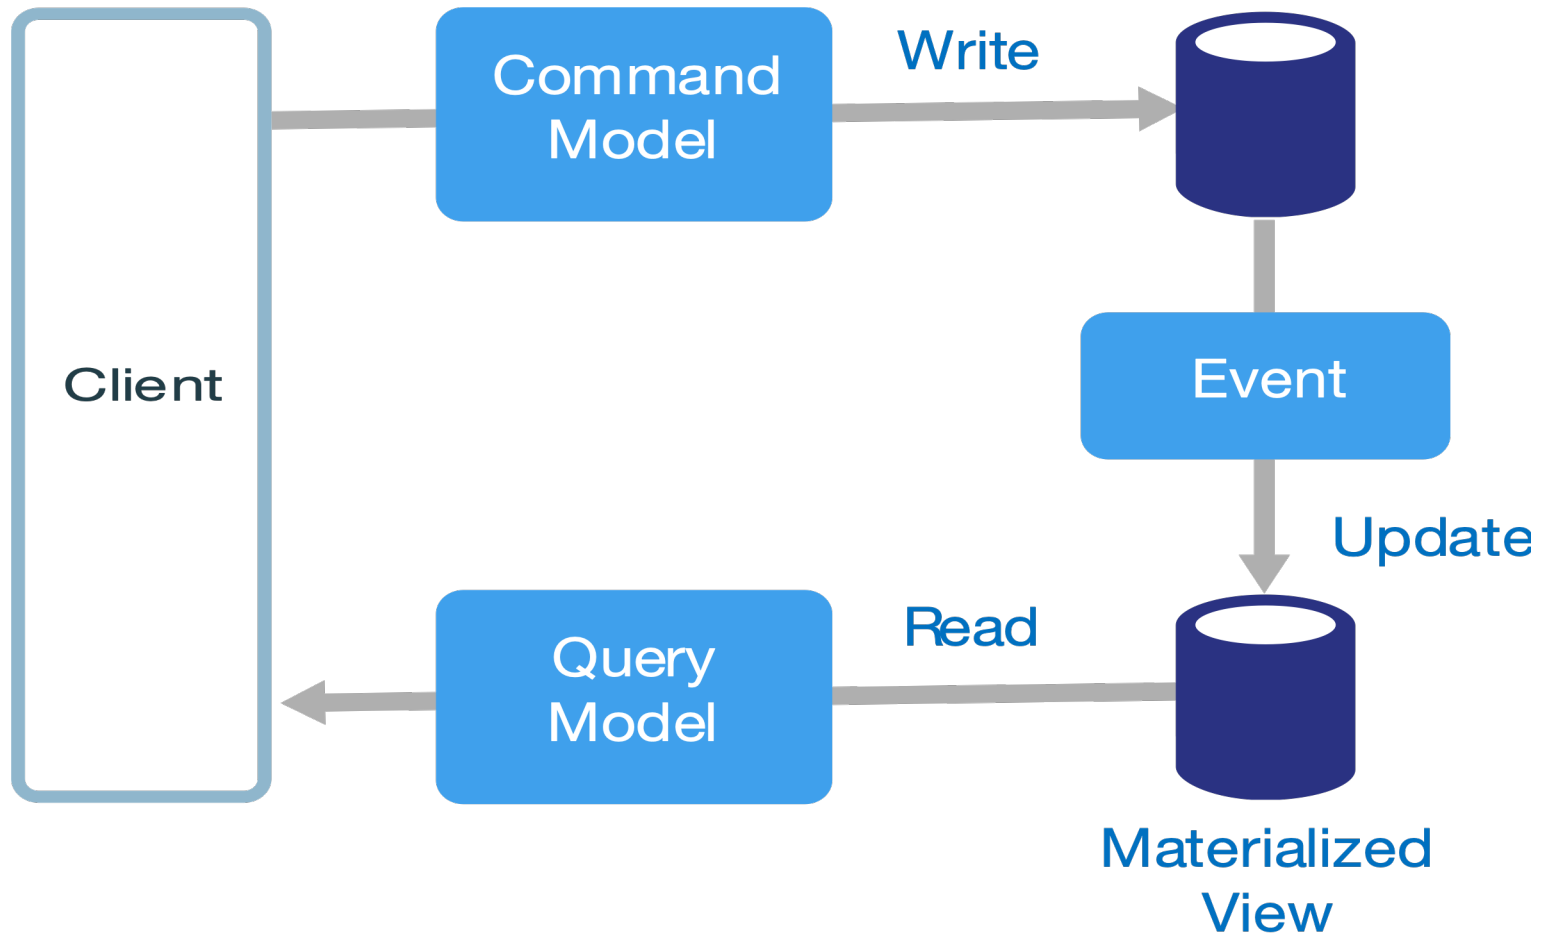 Command
Model
Write
Client
Event
Update
Query
Model
Read
Materialized
View